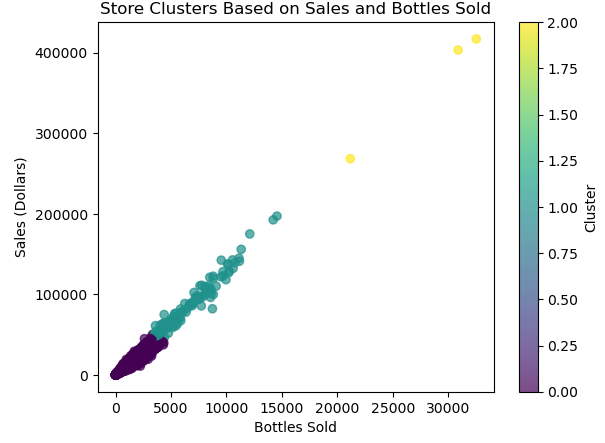 Store Clusters Based on Sales and Bottles Sold
Sales (Dollars)
400000
300000
200000
100000
0
0 5000 10000 15000 20000 25000 30000
Bottles Sold
2.00
1.75
1.50
1.25
1.00
0.75
0.50
0.25
0.00
Cluster